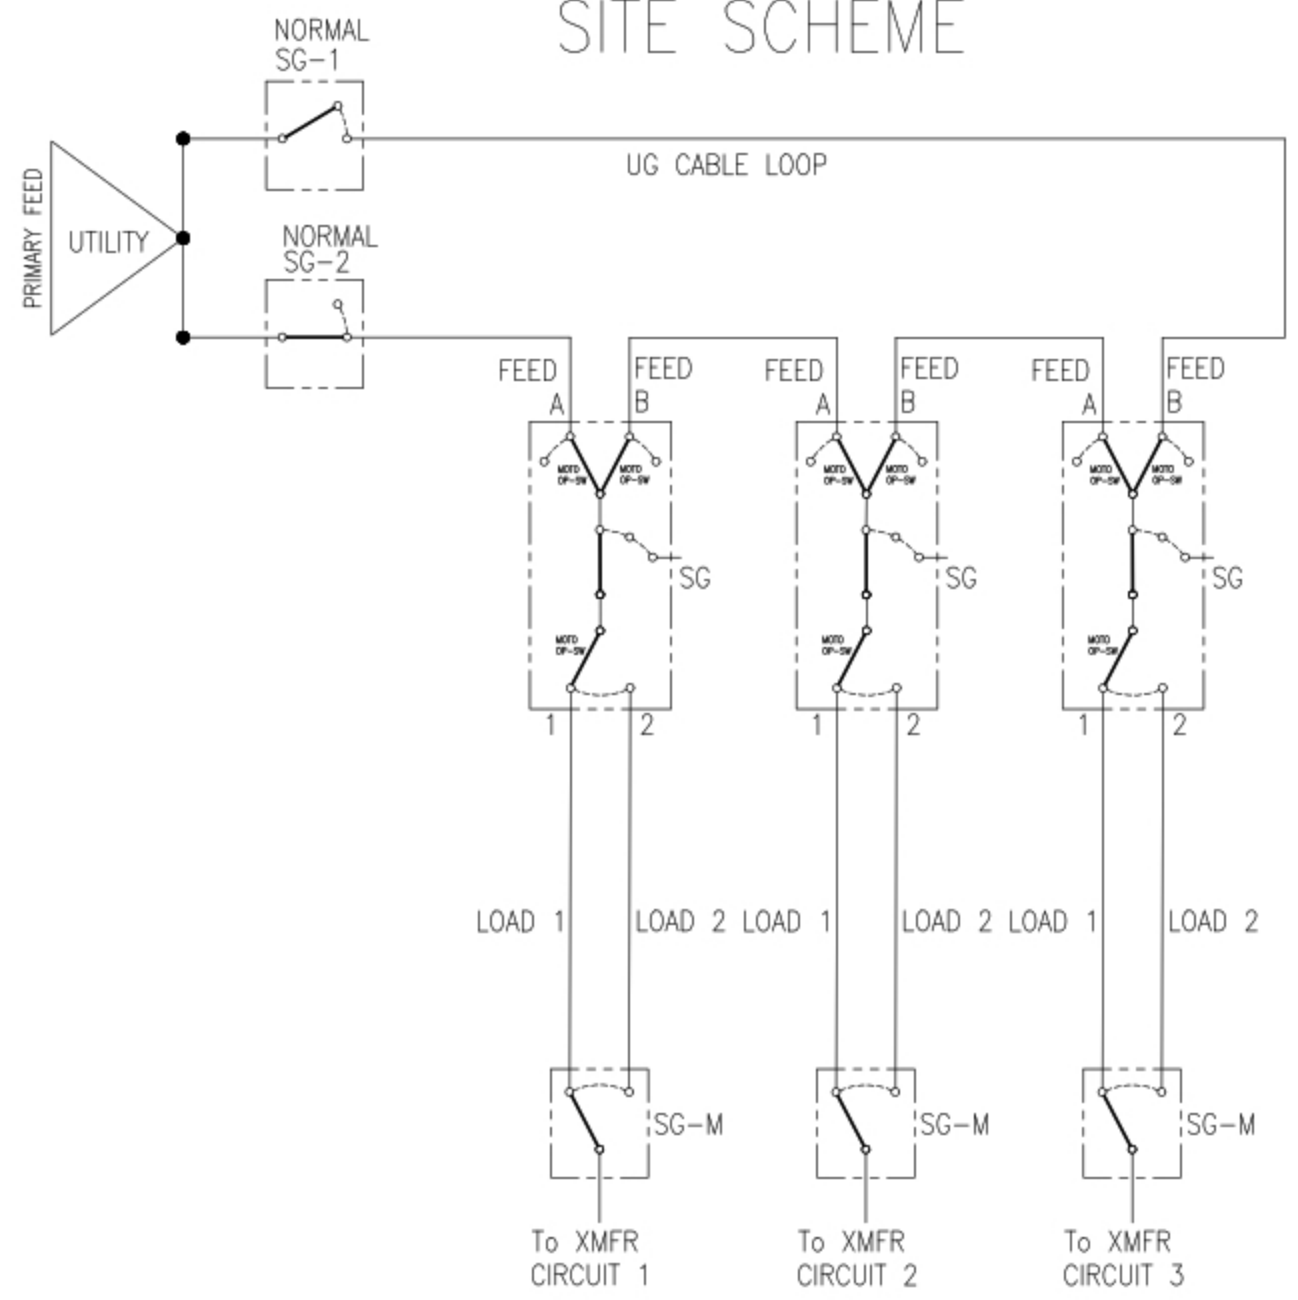 SITE SCHEME
NORMAL
SG-1
UG CABLE LOOP
PRIMARY FEED
UTILITY
NORMAL
SG-2
FEED
A
FEED
B
FEED
A
FEED
B
FEED
A
FEED
B
MOTO
OP-SW
MOTO
OP-SW
MOTO
OP-SW
MOTO
OP-SW
MOTO
OP-SW
MOTO
OP-SW
SG
SG
SG
MOTO
OP-SW
MOTO
OP-SW
MOTO
OP-SW
1 2
1 2
1 2
LOAD 1
LOAD 2
LOAD 1
LOAD 2
LOAD 1
LOAD 2
SG-M
SG-M
SG-M
To XMFR
CIRCUIT 1
To XMFR
CIRCUIT 2
To XMFR
CIRCUIT 3